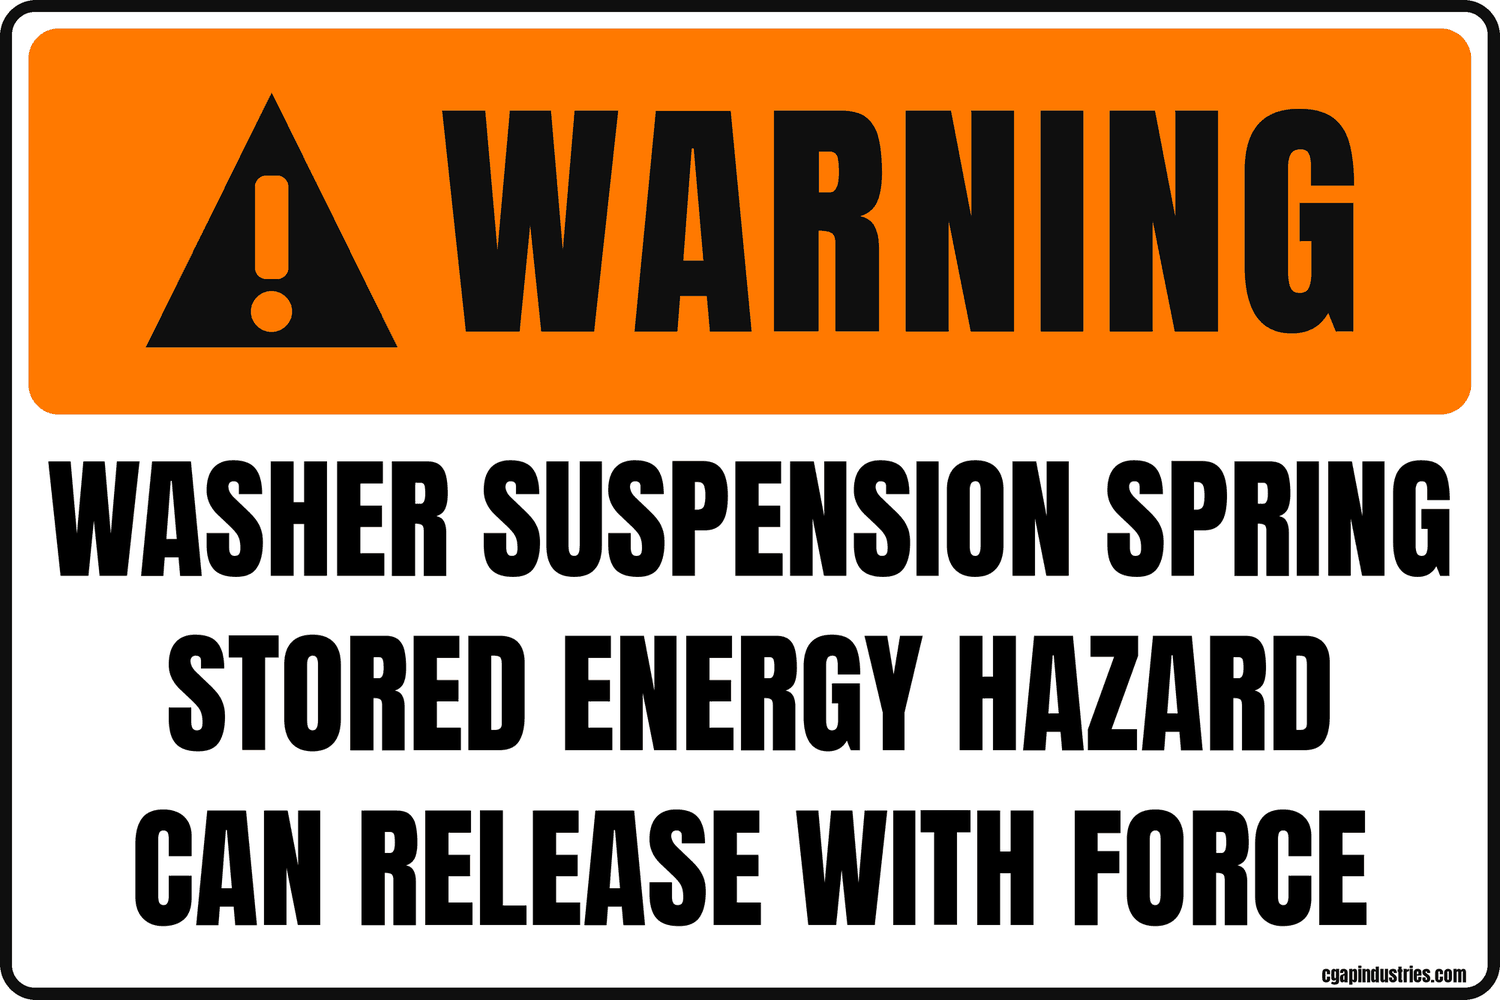 WARNING
WASHER SUSPENSION SPRING
STORED ENERGY HAZARD
CAN RELEASE WITH FORCE
cgapindustries.com